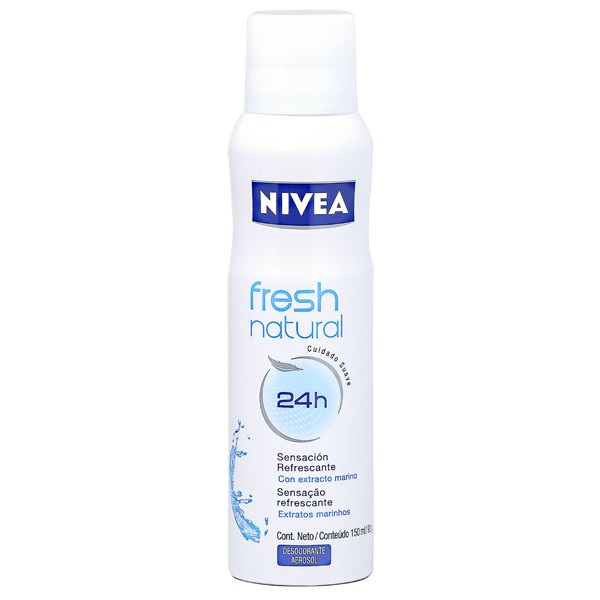 NIVEA
fresh
natural
Cuidado Suave
24h
Sensación
Refrescante
Con extracto marino
Sensação
refrescante
Extratos marinhos
Cont. Neto / Conteúdo 150 ml /
DESODORANTE
AEROSOL